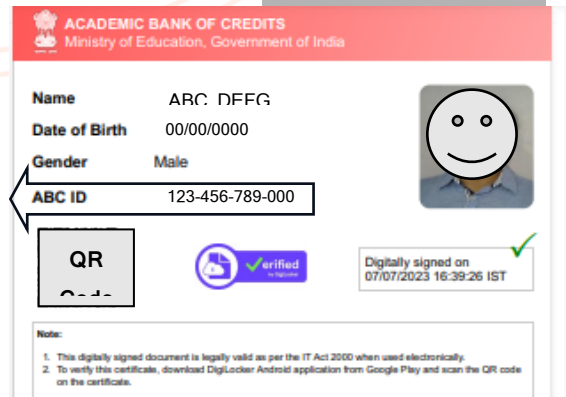 ACADEMIC BANK OF CREDITS
Ministry of Education, Government of India
Name ABC DEFG
Date of Birth 00/00/0000
Gender Male
ABC ID 123-456-789-000
QR
Code
Verified
by DigiLocker
Digitally signed on
07/07/2023 16:39:26 IST
Note:
1. This digitally signed document is legally valid as per the IT Act 2000 when used electronically.
2. To verify this certificate, download DigiLocker Android application from Google Play and scan the QR code
on the certificate.